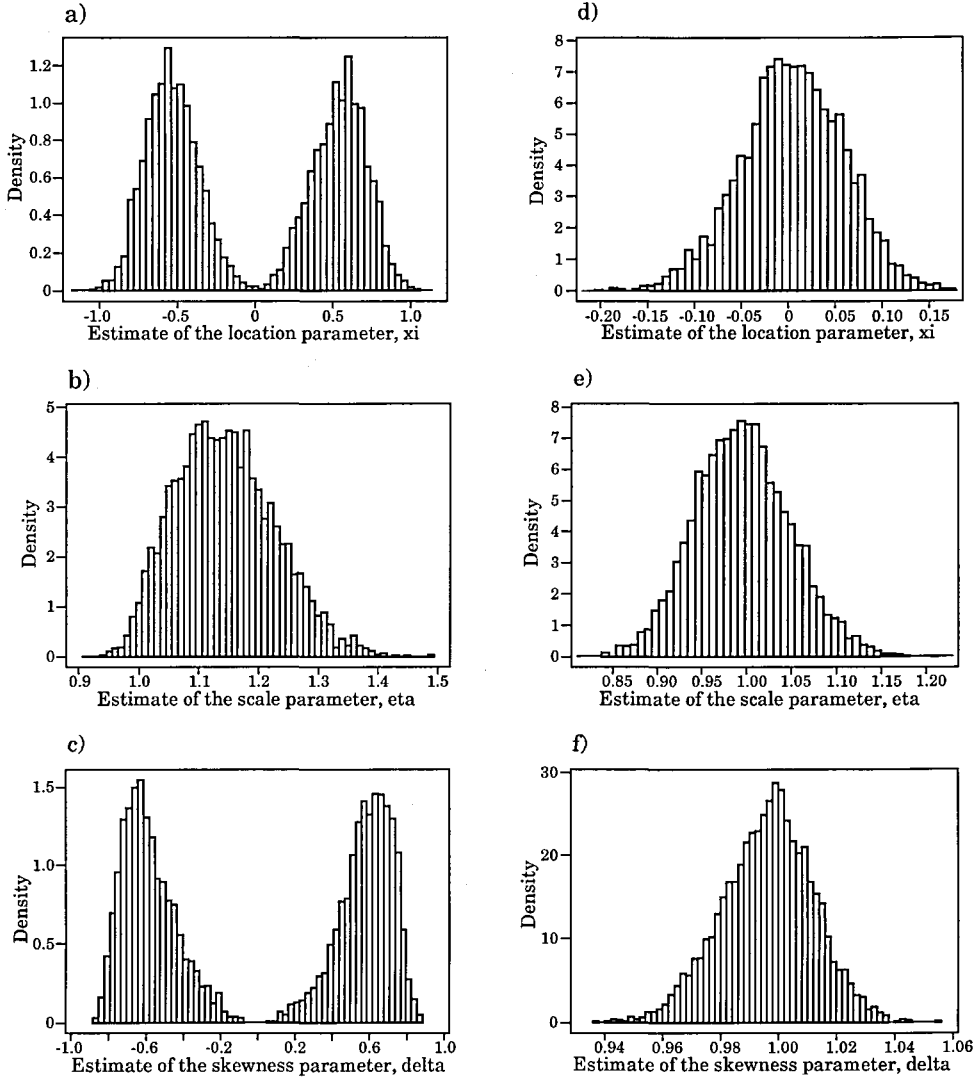 a)
1.2
1.0
0.8
0.6
0.4
0.2
0
Density
-1.0 -0.5 0 0.5 1.0
Estimate of the location parameter, xi
d)
8
7
6
5
4
3
2
1
0
Density
-0.20 -0.15 -0.10 -0.05 0 0.05 0.10 0.15
Estimate of the location parameter, xi
b)
5
4
3
2
1
0
Density
0.9 1.0 1.1 1.2 1.3 1.4 1.5
Estimate of the scale parameter, eta
e)
8
7
6
5
4
3
2
1
0
Density
0.85 0.90 0.95 1.00 1.05 1.10 1.15 1.20
Estimate of the scale parameter, eta
c)
1.5
1.0
0.5
0
Density
-1.0 -0.6 -0.2 0.2 0.6 1.0
Estimate of the skewness parameter, delta
f)
30
20
10
0
Density
0.94 0.96 0.98 1.00 1.02 1.04 1.06
Estimate of the skewness parameter, delta